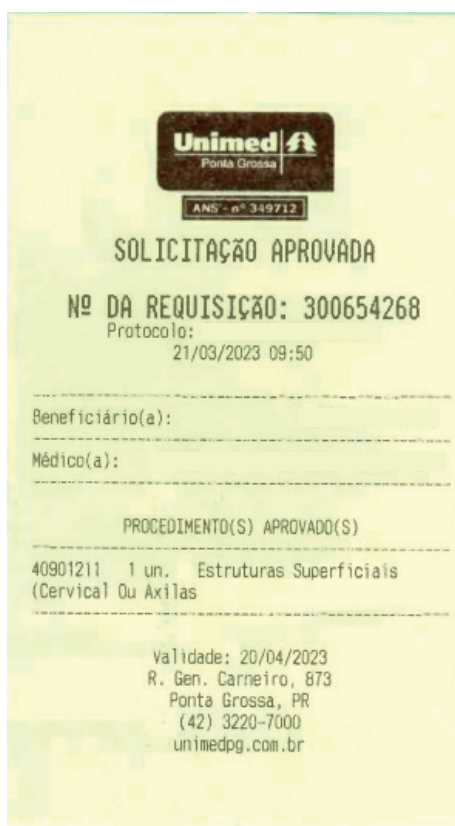 Unimed
Ponta Grossa
ANS - nº 349712
SOLICITAÇÃO APROVADA
Nº DA REQUISIÇÃO: 300654268
Protocolo:
21/03/2023 09:50
Beneficiário(a):
Médico(a):
PROCEDIMENTO(S) APROVADO(S)
40901211 1 un. Estruturas Superficiais
(Cervical Ou Axilas
Validade: 20/04/2023
R. Gen. Carneiro, 873
Ponta Grossa, PR
(42) 3220-7000
unimedpg.com.br